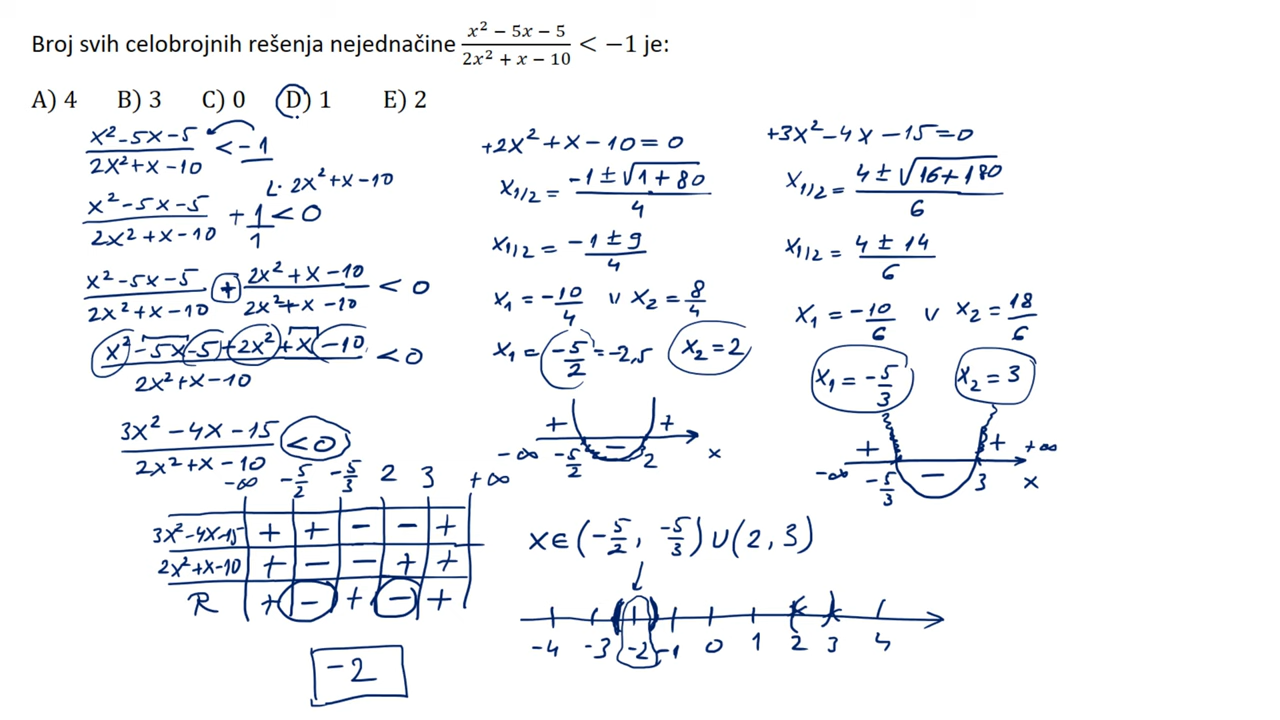 Broj svih celobrojnih rešenja nejednačine (x² − 5x − 5)/(2x² + x − 10) < −1 je:
A) 4   B) 3   C) 0   D) 1   E) 2
(x²-5x-5)/(2x²+x-10) < -1
/· 2x²+x-10
(x²-5x-5)/(2x²+x-10) + 1/1 < 0
(x²-5x-5)/(2x²+x-10) + (2x²+x-10)/(2x²+x-10) < 0
(x²-5x-5+2x²+x-10)/(2x²+x-10) < 0
(3x²-4x-15)/(2x²+x-10) < 0
-∞ -5/2 -5/3 2 3 +∞
3x²-4x-15 + + - - +
2x²+x-10 + - - + +
R + - + - +
-2
+2x²+x-10=0
x1/2 = (-1±√(1+80))/4
x1/2 = (-1±9)/4
x₁ = -10/4 ∨ x₂ = 8/4
x₁ = -5/2 = -2,5 x₂ = 2
+ - +
-∞ -5/2 2 x
+3x²-4x-15=0
x1/2 = (4±√(16+180))/6
x1/2 = (4±14)/6
x₁ = -10/6 ∨ x₂ = 18/6
x₁ = -5/3 x₂ = 3
+ - + +∞
-∞ -5/3 3 x
x∈(-5/2, -5/3)∪(2,3)
-4 -3 -2 -1 0 1 2 3 4